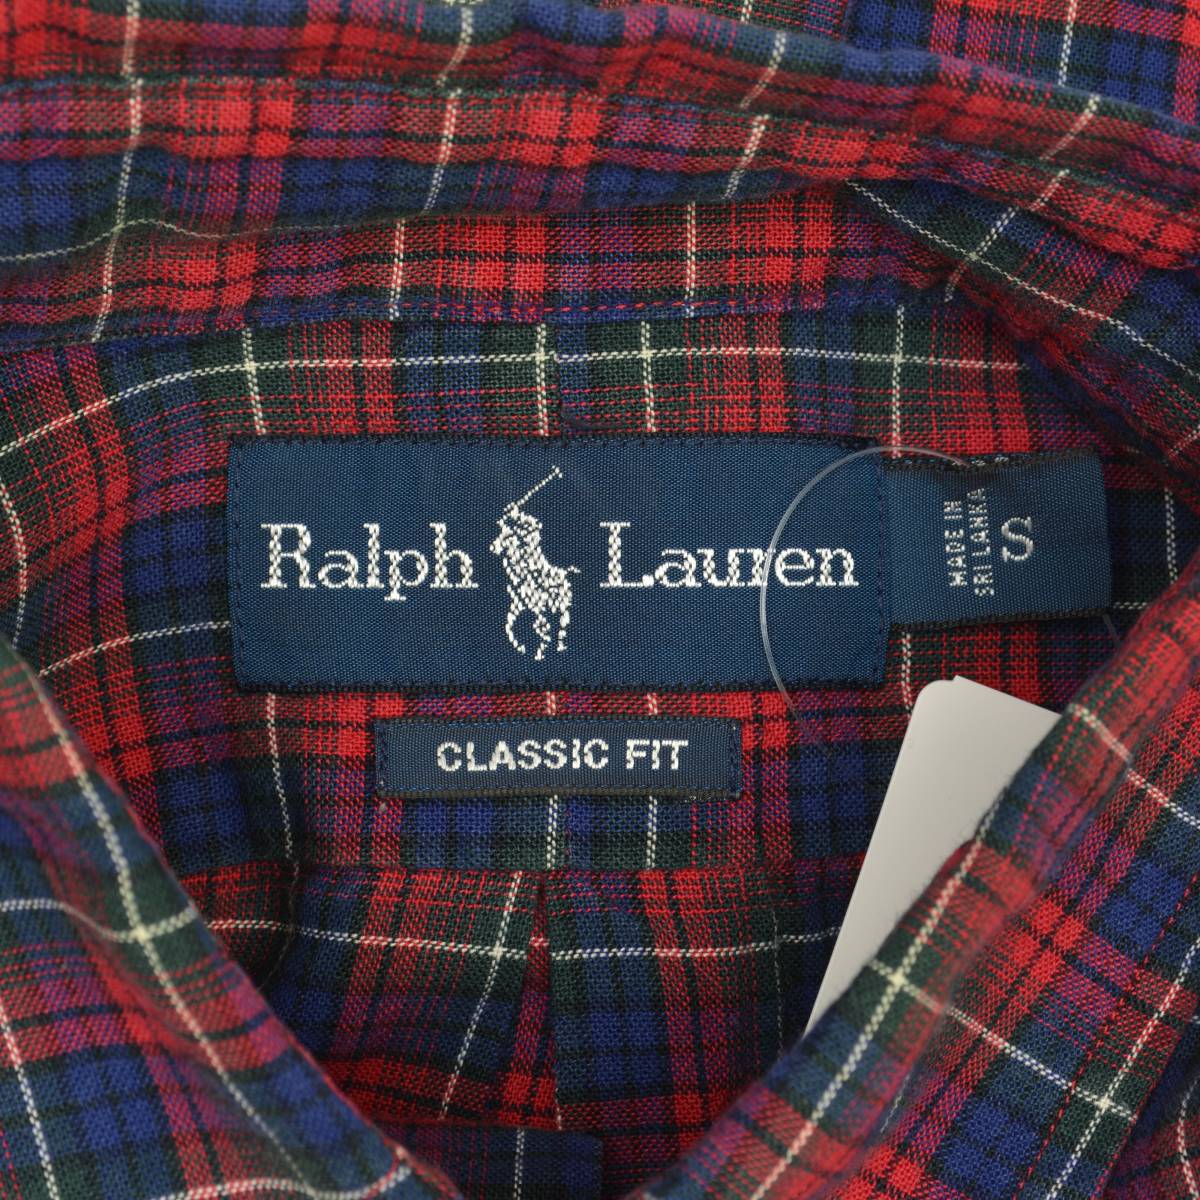 Ralph Lauren
MADE IN
SRI LANKA
S
CLASSIC FIT